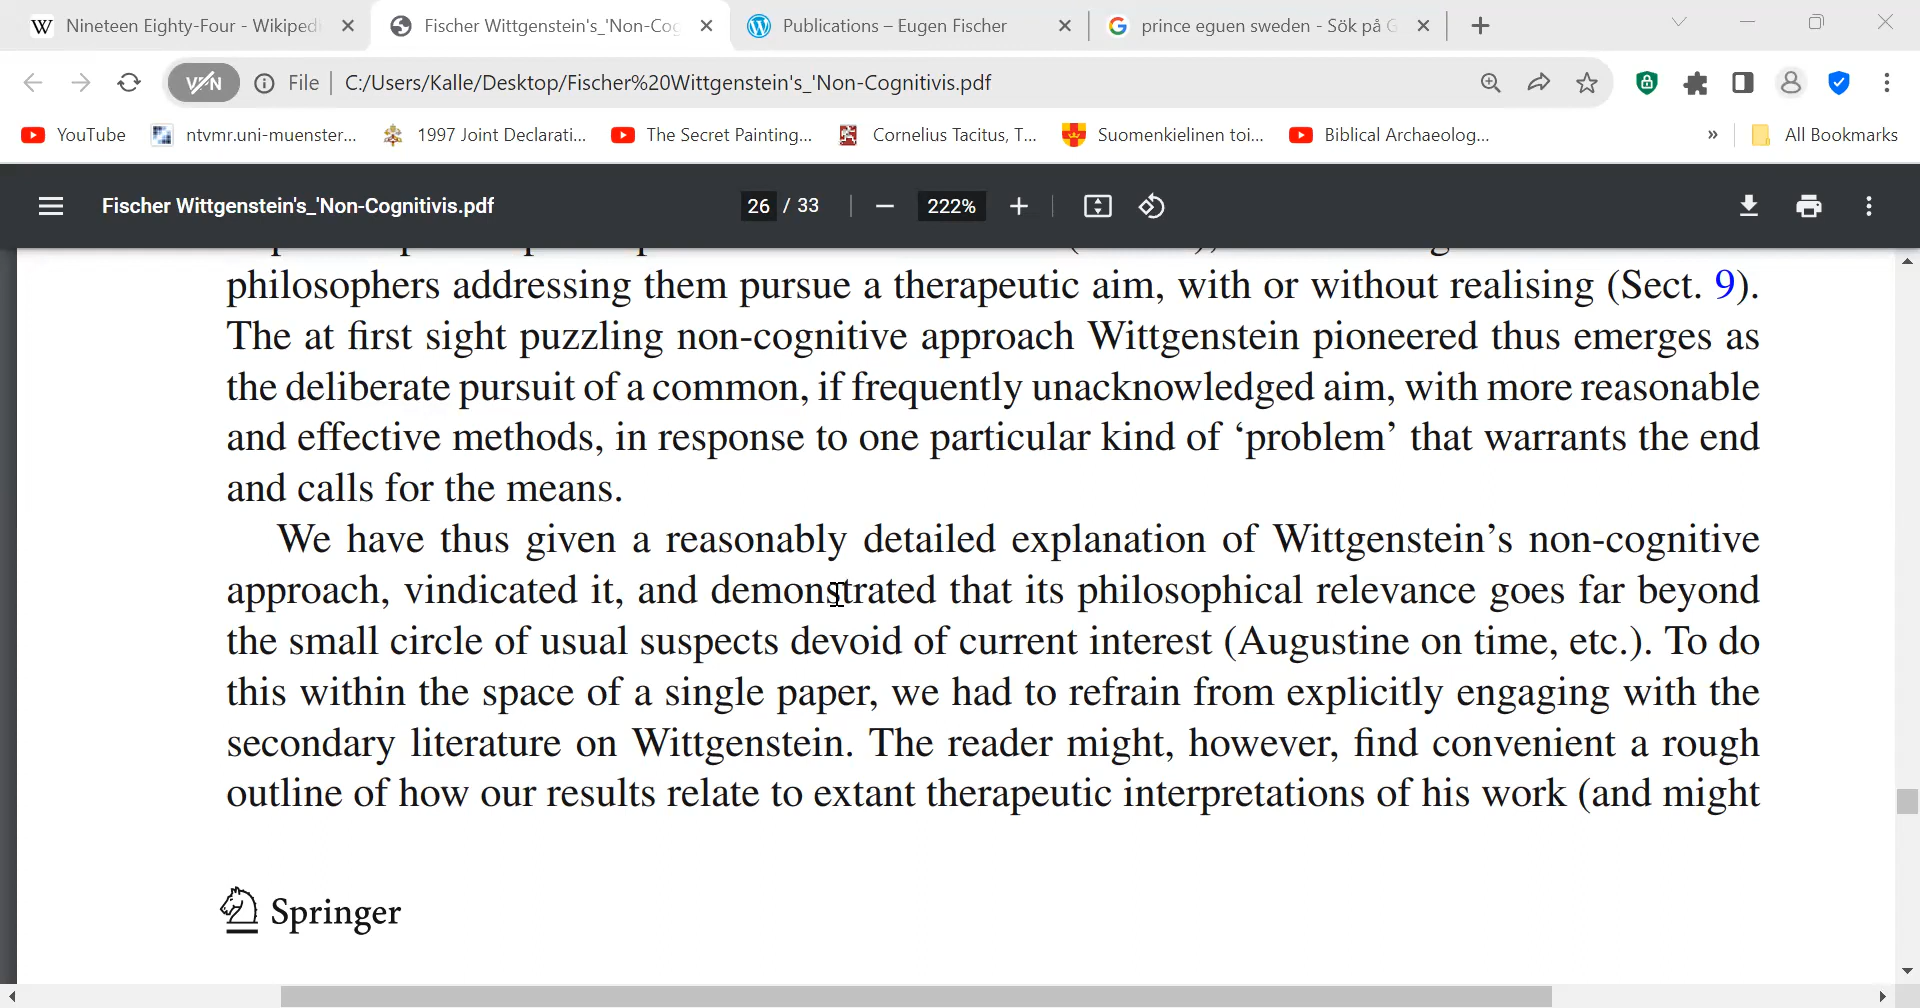 Nineteen Eighty-Four - Wikiped
Fischer Wittgenstein's_'Non-Cog
Publications – Eugen Fischer
prince eguen sweden - Sök på G
VPN
File
C:/Users/Kalle/Desktop/Fischer%20Wittgenstein's_'Non-Cognitivis.pdf
YouTube
ntvmr.uni-muenster...
1997 Joint Declarati...
The Secret Painting...
Cornelius Tacitus, T...
Suomenkielinen toi...
Biblical Archaeolog...
»
All Bookmarks
Fischer Wittgenstein's_'Non-Cognitivis.pdf
26 / 33
222%
philosophers addressing them pursue a therapeutic aim, with or without realising (Sect. 9).
The at first sight puzzling non-cognitive approach Wittgenstein pioneered thus emerges as
the deliberate pursuit of a common, if frequently unacknowledged aim, with more reasonable
and effective methods, in response to one particular kind of ‘problem’ that warrants the end
and calls for the means.
We have thus given a reasonably detailed explanation of Wittgenstein’s non-cognitive
approach, vindicated it, and demonstrated that its philosophical relevance goes far beyond
the small circle of usual suspects devoid of current interest (Augustine on time, etc.). To do
this within the space of a single paper, we had to refrain from explicitly engaging with the
secondary literature on Wittgenstein. The reader might, however, find convenient a rough
outline of how our results relate to extant therapeutic interpretations of his work (and might
Springer